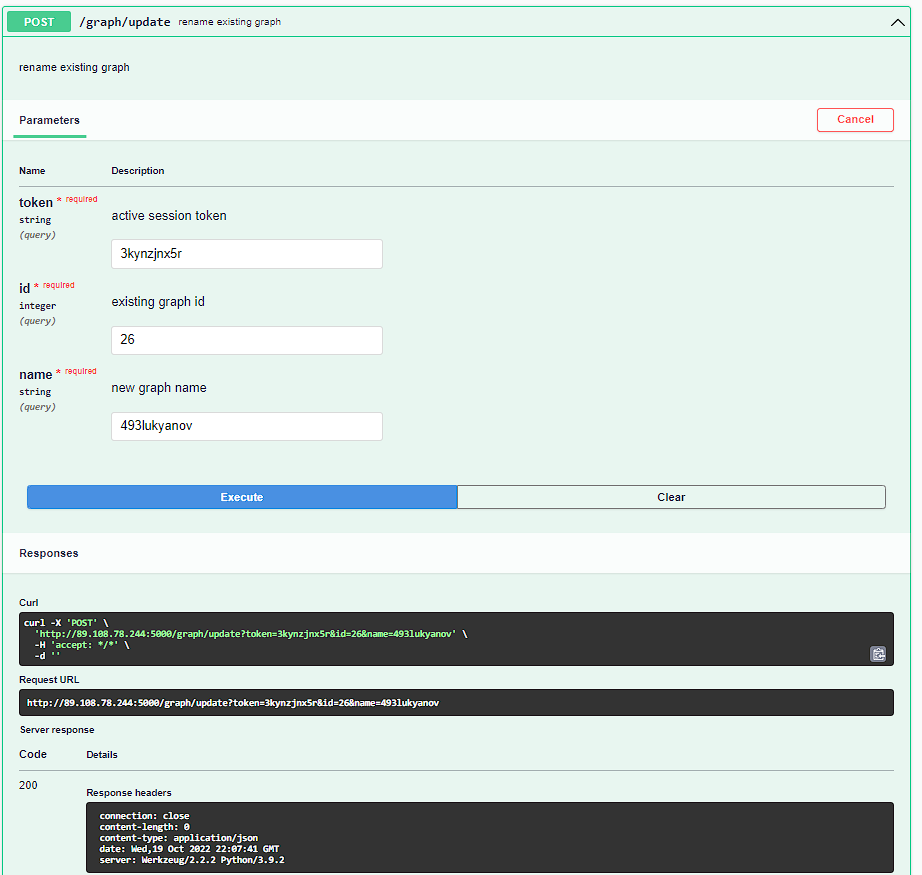 POST /graph/update rename existing graph
rename existing graph
Parameters Cancel
Name Description
token * required
string
(query)
active session token
3kynzjnx5r
id * required
integer
(query)
existing graph id
26
name * required
string
(query)
new graph name
493lukyanov
Execute Clear
Responses
Curl
curl -X 'POST' \
'http://89.108.78.244:5000/graph/update?token=3kynzjnx5r&id=26&name=493lukyanov' \
-H 'accept: */*' \
-d ''
Request URL
http://89.108.78.244:5000/graph/update?token=3kynzjnx5r&id=26&name=493lukyanov
Server response
Code Details
200
Response headers
connection: close
content-length: 0
content-type: application/json
date: Wed,19 Oct 2022 22:07:41 GMT
server: Werkzeug/2.2.2 Python/3.9.2